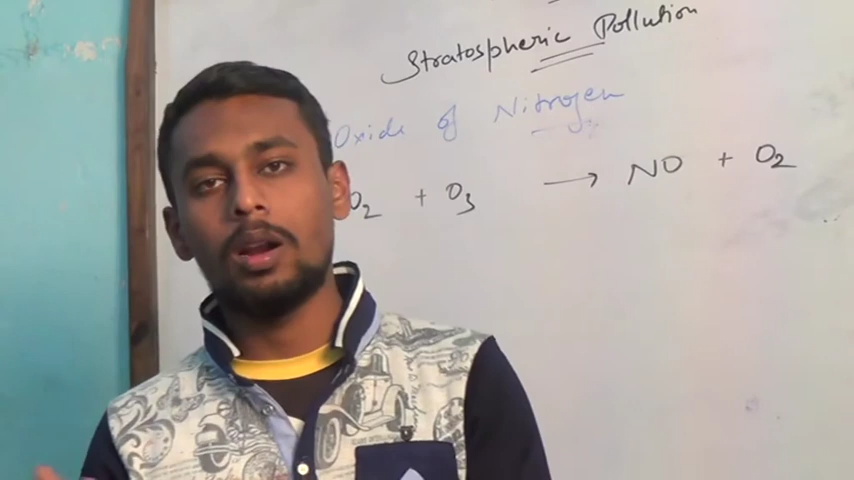 Stratospheric Pollution
Oxide of Nitrogen
O2 + O3 → NO + O2